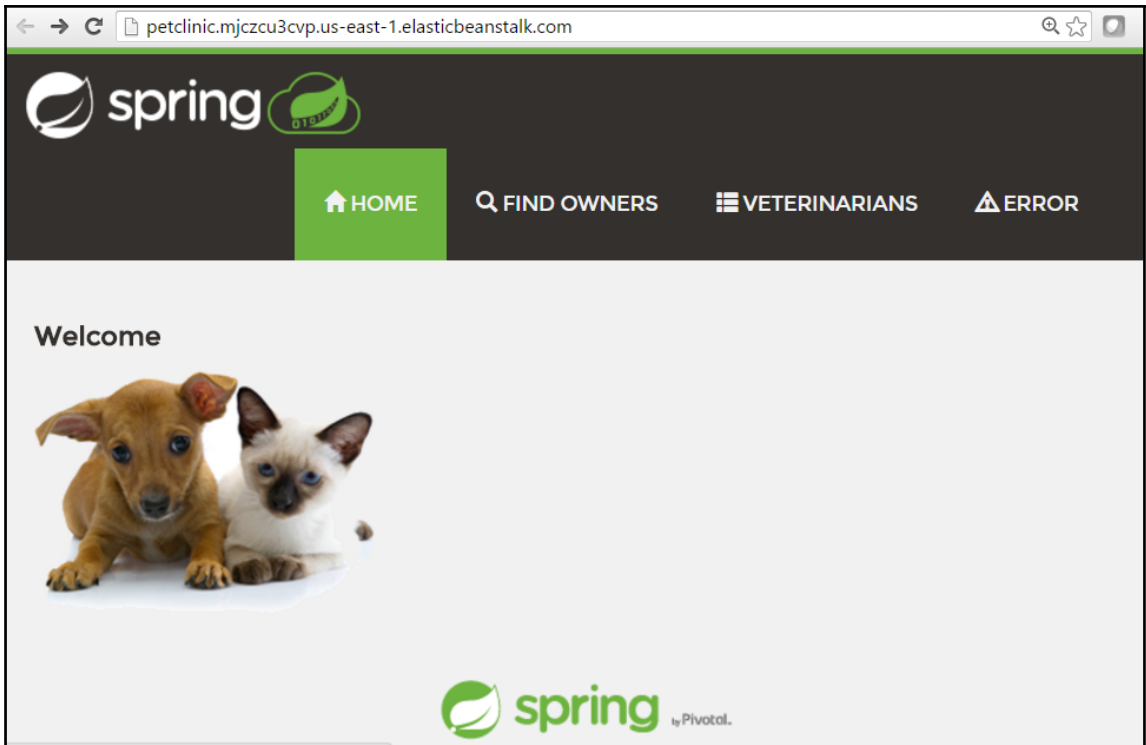 petclinic.mjczcu3cvp.us-east-1.elasticbeanstalk.com
spring
HOME FIND OWNERS VETERINARIANS ERROR
Welcome
spring by Pivotal.